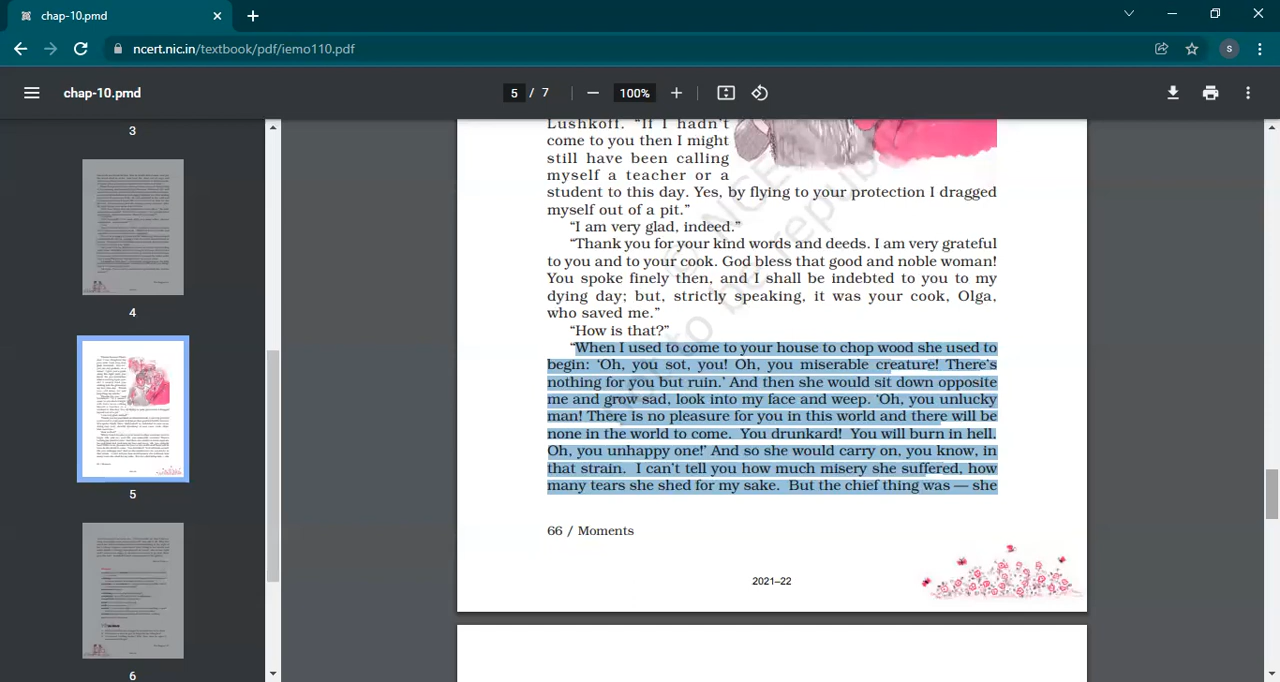 chap-10.pmd
ncert.nic.in/textbook/pdf/iemo110.pdf
S
chap-10.pmd
5 / 7
100%
3
4
5
6
Lushkoff. “If I hadn’t
come to you then I might
still have been calling
myself a teacher or a
student to this day. Yes, by flying to your protection I dragged
myself out of a pit.”
“I am very glad, indeed.”
“Thank you for your kind words and deeds. I am very grateful
to you and to your cook. God bless that good and noble woman!
You spoke finely then, and I shall be indebted to you to my
dying day; but, strictly speaking, it was your cook, Olga,
who saved me.”
“How is that?”
“When I used to come to your house to chop wood she used to
begin: ‘Oh, you sot, you! Oh, you miserable creature! There’s
nothing for you but ruin.’ And then she would sit down opposite
me and grow sad, look into my face and weep. ‘Oh, you unlucky
man! There is no pleasure for you in this world and there will be
none in the world to come. You drunkard! You will burn in hell.
Oh, you unhappy one!’ And so she would carry on, you know, in
that strain. I can’t tell you how much misery she suffered, how
many tears she shed for my sake. But the chief thing was — she
66 / Moments
2021–22